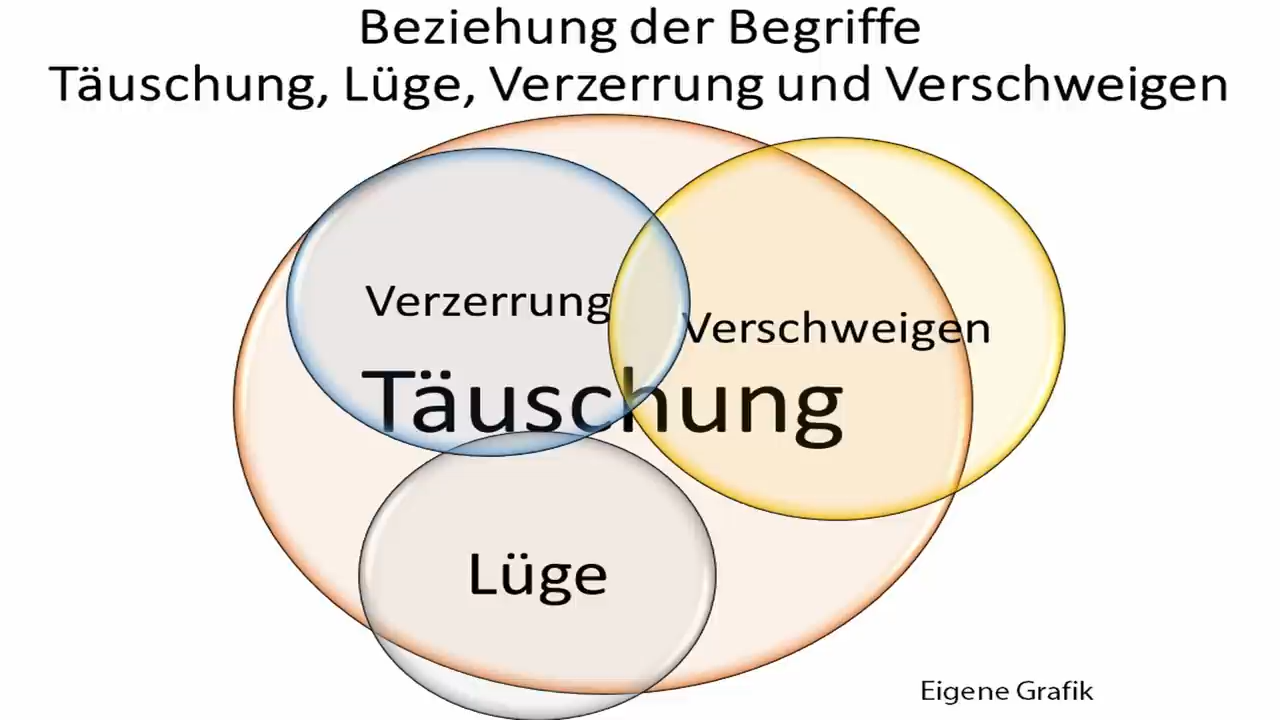 Beziehung der Begriffe
Täuschung, Lüge, Verzerrung und Verschweigen
Verzerrung
Verschweigen
Täuschung
Lüge
Eigene Grafik